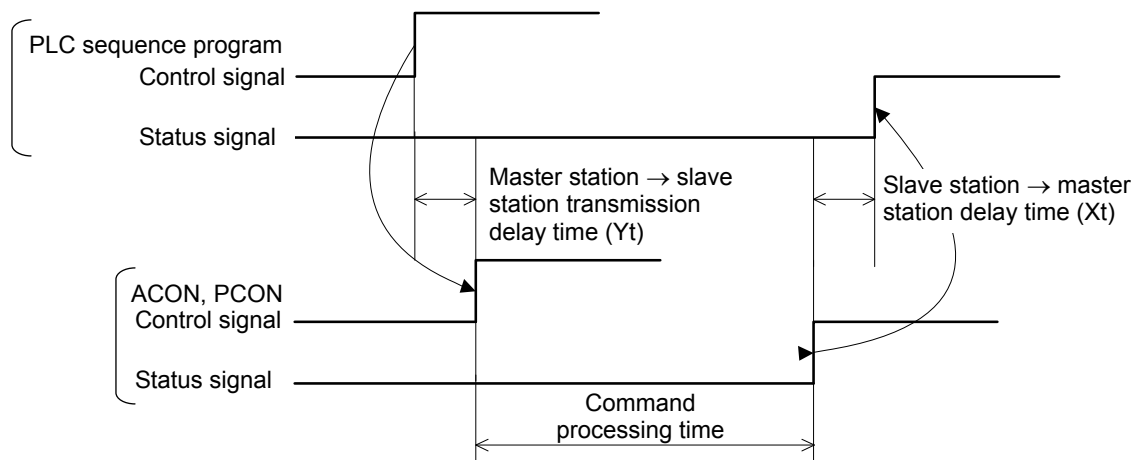 PLC sequence program
Control signal
Status signal
Master station → slave
station transmission
delay time (Yt)
Slave station → master
station delay time (Xt)
ACON, PCON
Control signal
Status signal
Command
processing time